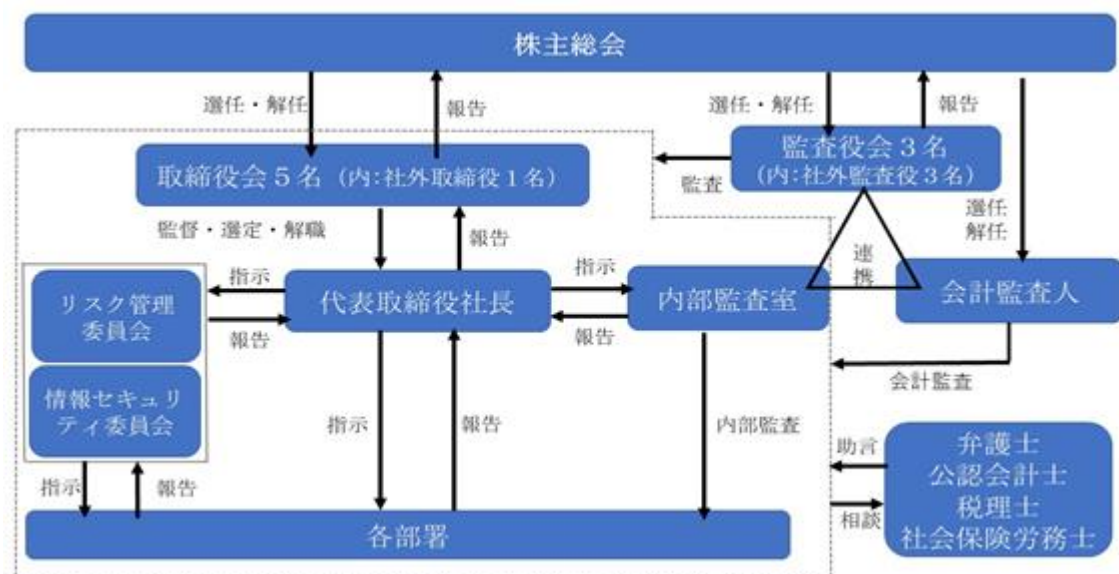 株主総会
選任・解任
報告
選任・解任
報告
取締役会５名（内：社外取締役１名）
監査役会３名
（内：社外監査役３名）
監査
選任
解任
監督・選定・解職
報告
連
携
指示
指示
リスク管理
委員会
代表取締役社長
内部監査室
会計監査人
報告
報告
会計監査
情報セキュリ
ティ委員会
指示
報告
内部監査
助言
弁護士
公認会計士
税理士
社会保険労務士
指示
報告
相談
各部署